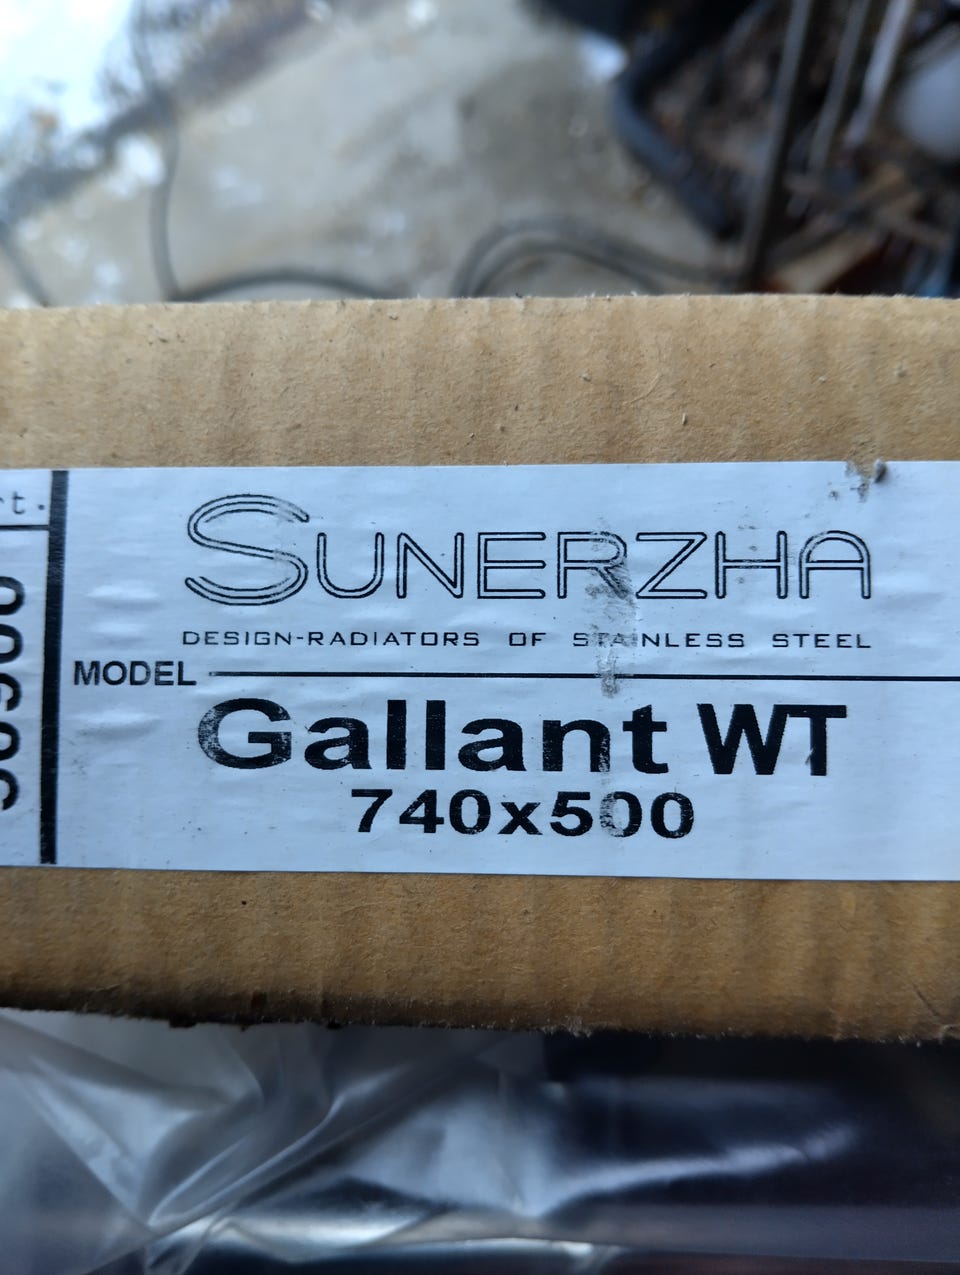 SUNERZHA
DESIGN-RADIATORS OF STAINLESS STEEL
MODEL
Gallant WT
740x500